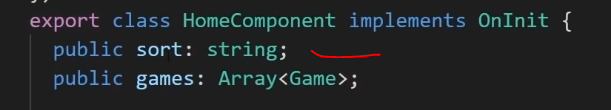 export class HomeComponent implements OnInit {
public sort: string;
public games: Array<Game>;